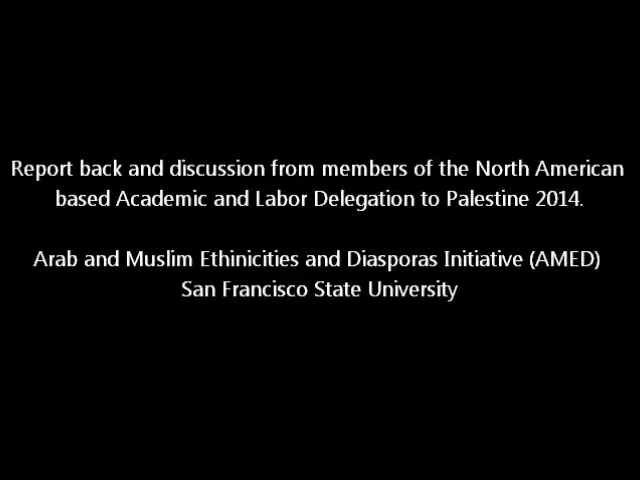 Report back and discussion from members of the North American
based Academic and Labor Delegation to Palestine 2014.
Arab and Muslim Ethinicities and Diasporas Initiative (AMED)
San Francisco State University